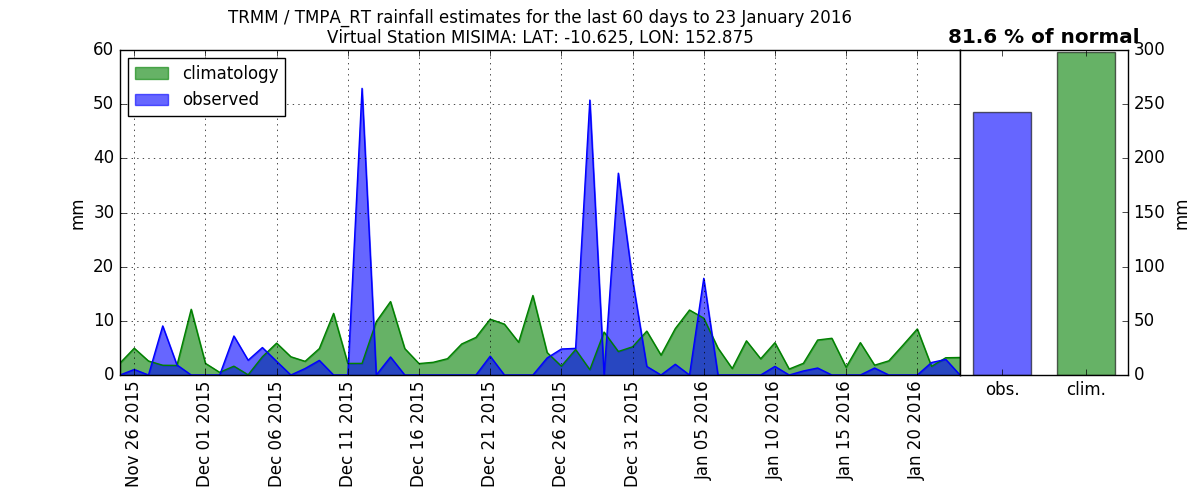 TRMM / TMPA_RT rainfall estimates for the last 60 days to 23 January 2016
Virtual Station MISIMA: LAT: -10.625, LON: 152.875
81.6 % of normal
climatology
observed
60
50
40
30
20
10
0
mm
Nov 26 2015
Dec 01 2015
Dec 06 2015
Dec 11 2015
Dec 16 2015
Dec 21 2015
Dec 26 2015
Dec 31 2015
Jan 05 2016
Jan 10 2016
Jan 15 2016
Jan 20 2016
obs.
clim.
300
250
200
150
100
50
0
mm